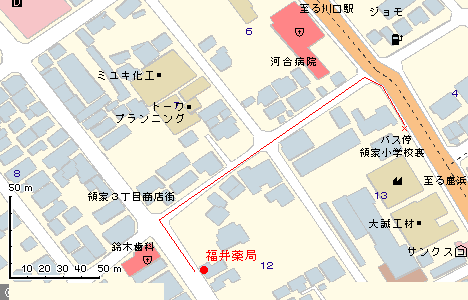 至る川口駅
ジョモ
6
河合病院
ミユキ化工
4
トーワ
プランニング
バス停
領家小学校裏
8
50 m
至る鹿浜
領家3丁目商店街
13
大誠工材
鈴木歯科
サンクス
福井薬局
12
10 20 30 40 50 m